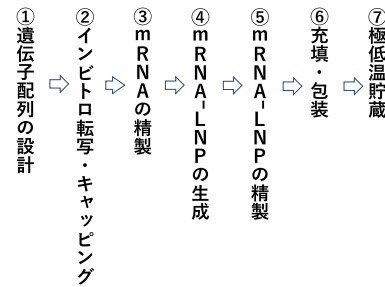 ①遺伝子配列の設計
②インビトロ転写・キャッピング
③mRNAの精製
④mRNA-LNPの生成
⑤mRNA-LNPの精製
⑥充填・包装
⑦極低温貯蔵